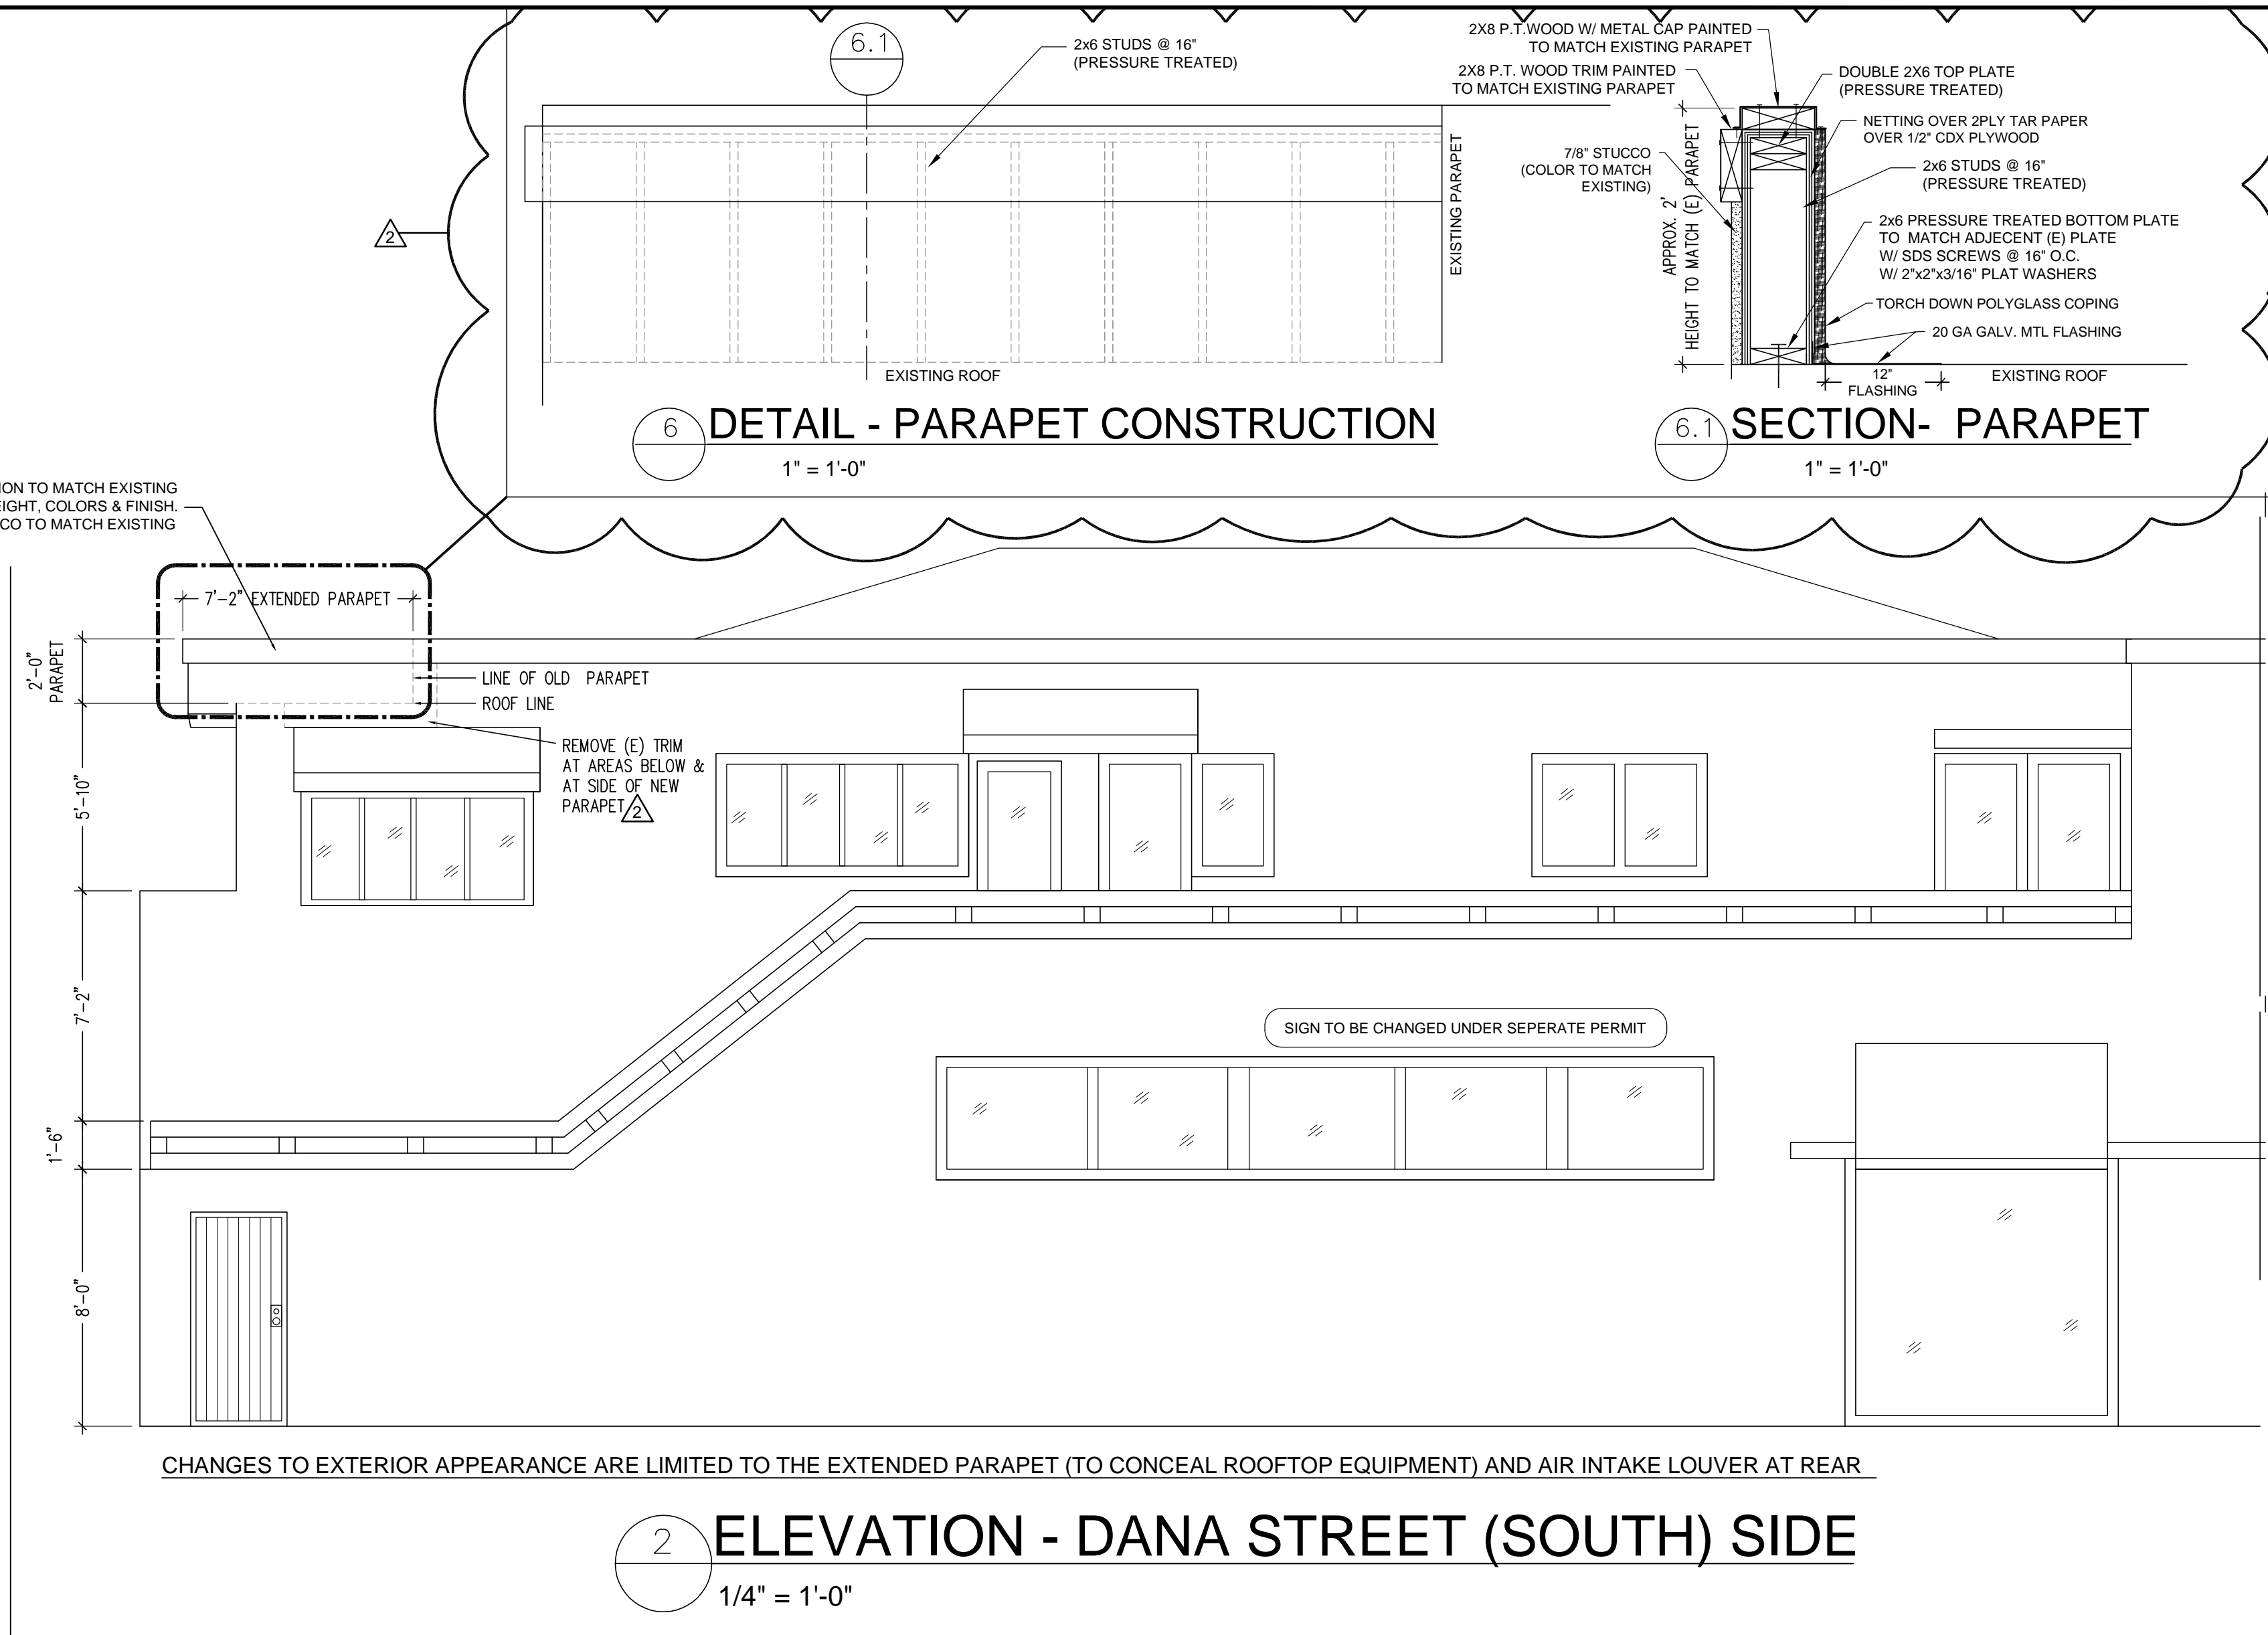 6.1
2x6 STUDS @ 16"
(PRESSURE TREATED)
EXISTING PARAPET
2
EXISTING ROOF
6
DETAIL - PARAPET CONSTRUCTION
1" = 1'-0"
2X8 P.T.WOOD W/ METAL CAP PAINTED
TO MATCH EXISTING PARAPET
2X8 P.T. WOOD TRIM PAINTED
TO MATCH EXISTING PARAPET
7/8" STUCCO
(COLOR TO MATCH
EXISTING)
APPROX. 2'
HEIGHT TO MATCH (E) PARAPET
DOUBLE 2X6 TOP PLATE
(PRESSURE TREATED)
NETTING OVER 2PLY TAR PAPER
OVER 1/2" CDX PLYWOOD
2x6 STUDS @ 16"
(PRESSURE TREATED)
2x6 PRESSURE TREATED BOTTOM PLATE
TO MATCH ADJECENT (E) PLATE
W/ SDS SCREWS @ 16" O.C.
W/ 2"x2"x3/16" PLAT WASHERS
TORCH DOWN POLYGLASS COPING
20 GA GALV. MTL FLASHING
12"
FLASHING
EXISTING ROOF
6.1
SECTION- PARAPET
1" = 1'-0"
ION TO MATCH EXISTING
EIGHT, COLORS & FINISH.
CO TO MATCH EXISTING
7'-2" EXTENDED PARAPET
2'-0"
PARAPET
LINE OF OLD PARAPET
ROOF LINE
REMOVE (E) TRIM
AT AREAS BELOW &
AT SIDE OF NEW
PARAPET
2
5'-10"
7'-2"
1'-6"
8'-0"
SIGN TO BE CHANGED UNDER SEPERATE PERMIT
CHANGES TO EXTERIOR APPEARANCE ARE LIMITED TO THE EXTENDED PARAPET (TO CONCEAL ROOFTOP EQUIPMENT) AND AIR INTAKE LOUVER AT REAR
2
ELEVATION - DANA STREET (SOUTH) SIDE
1/4" = 1'-0"